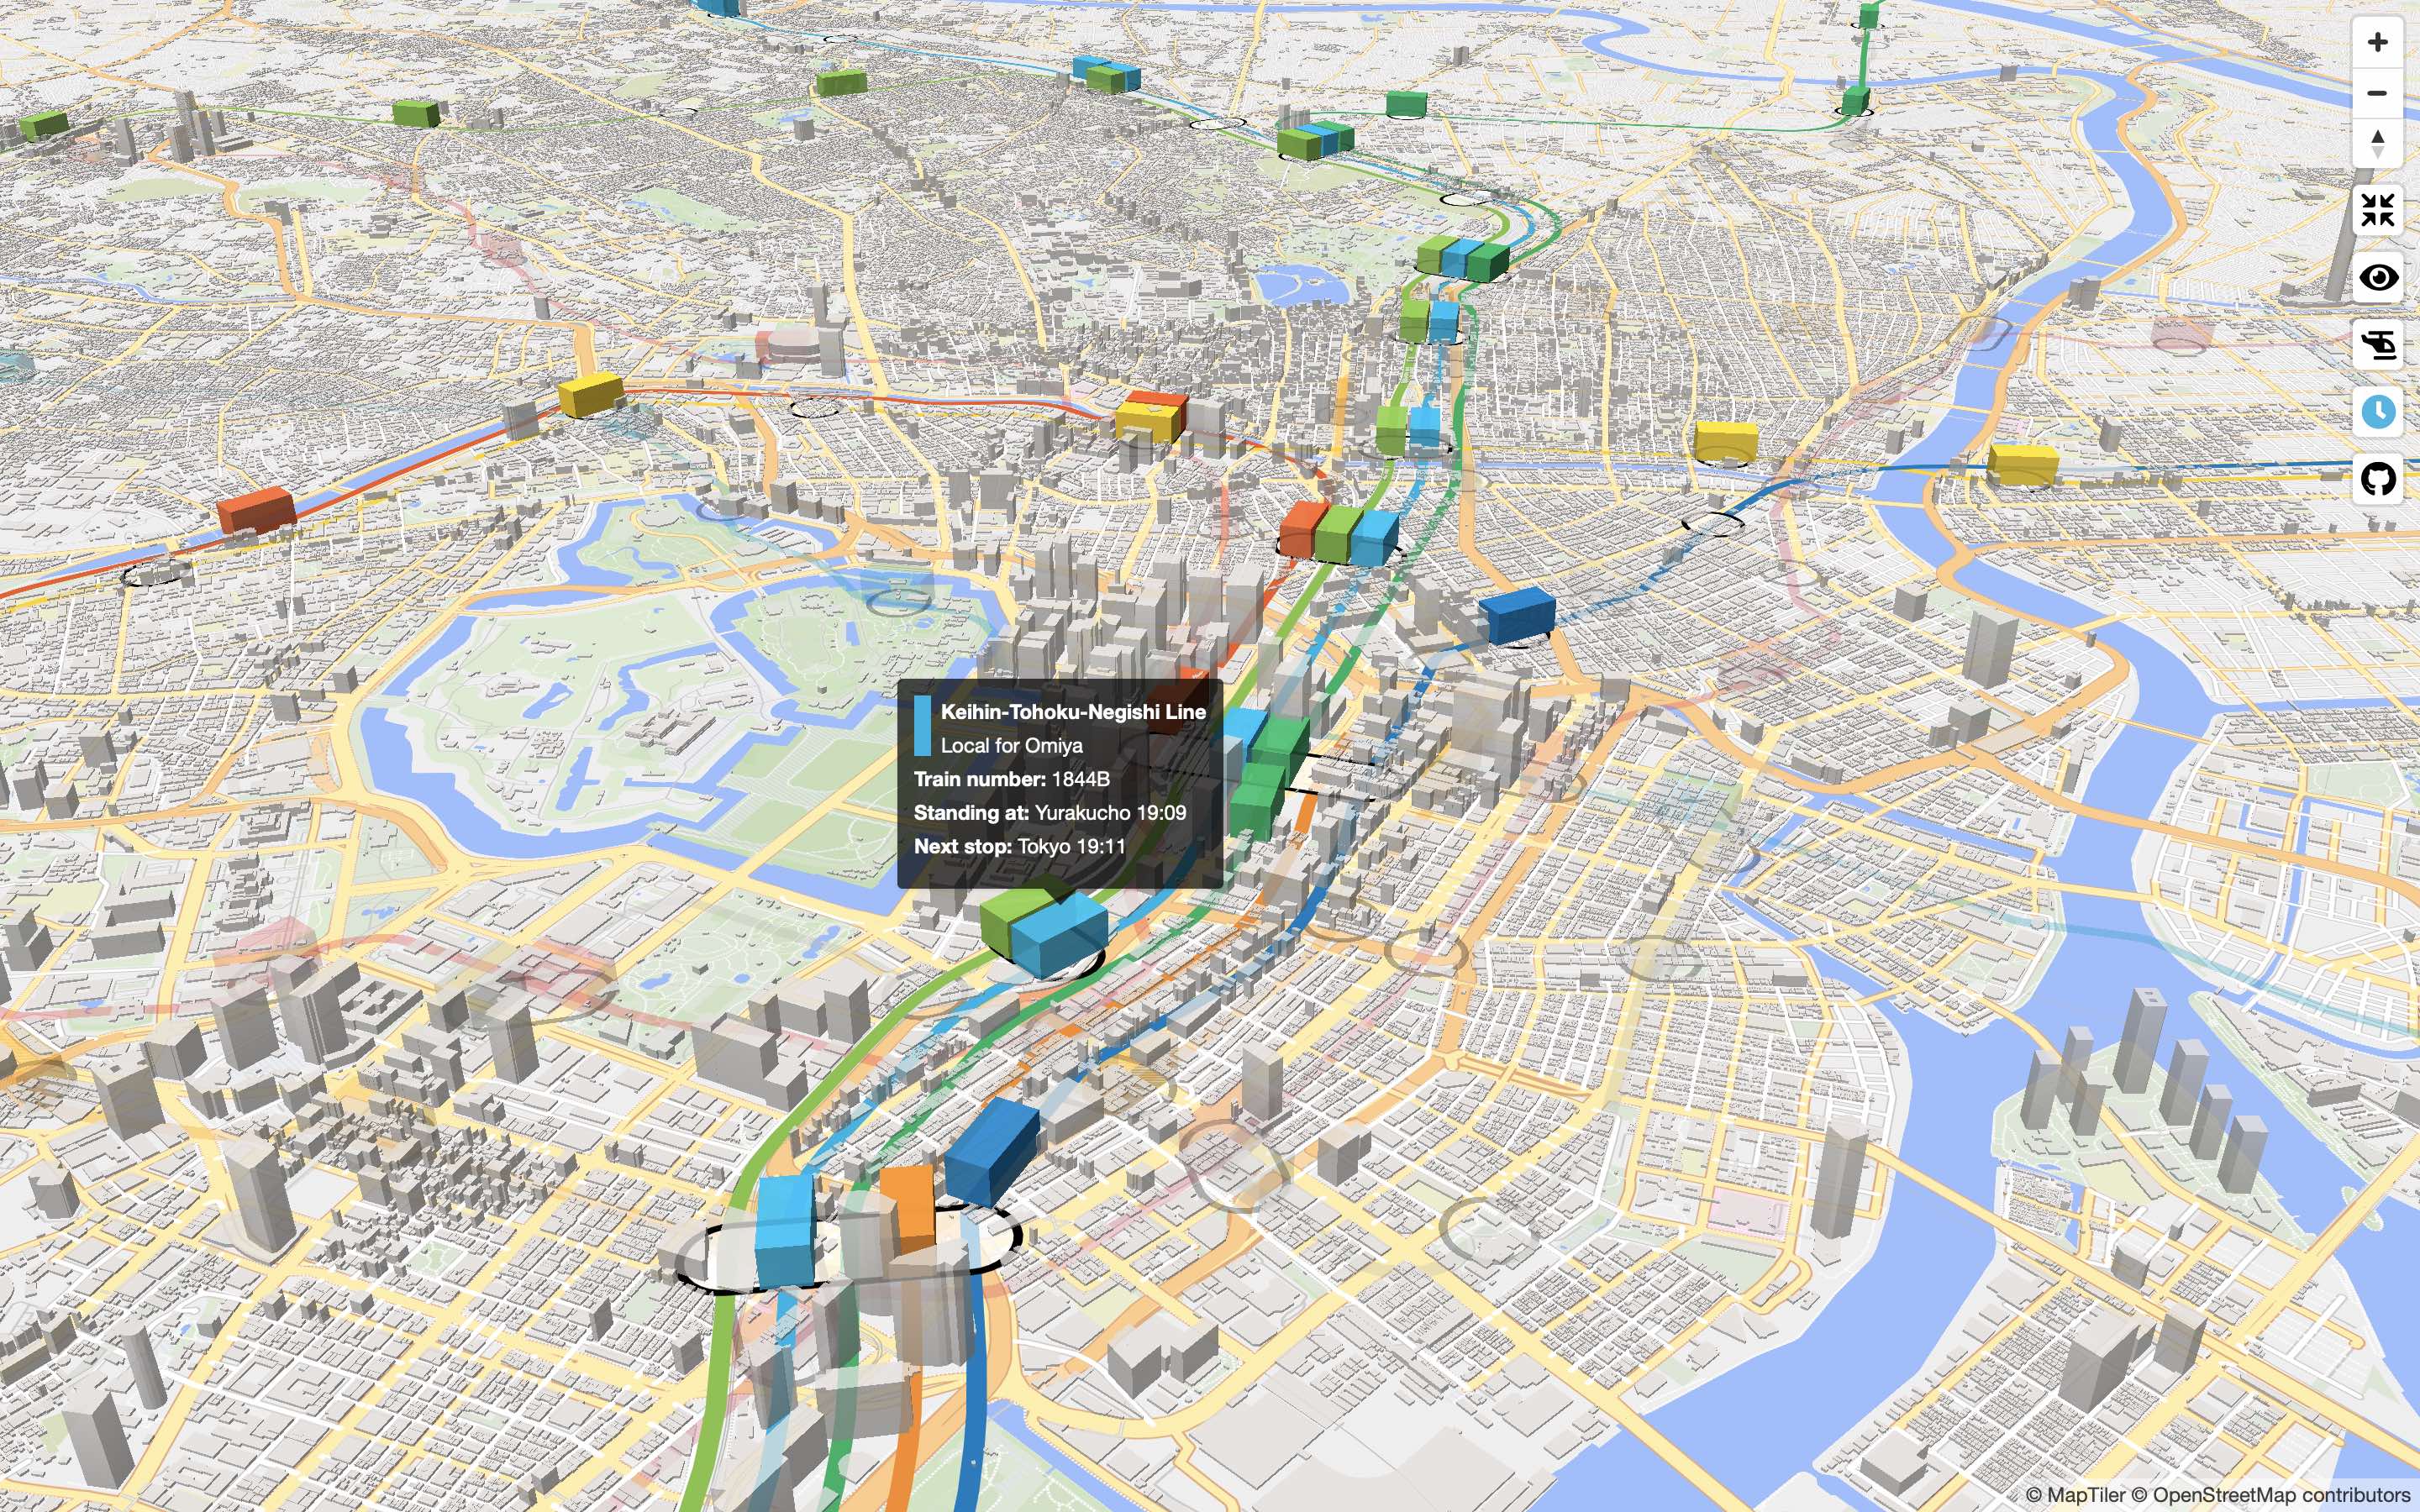 Keihin-Tohoku-Negishi Line
Local for Omiya
Train number: 1844B
Standing at: Yurakucho 19:09
Next stop: Tokyo 19:11
© MapTiler © OpenStreetMap contributors